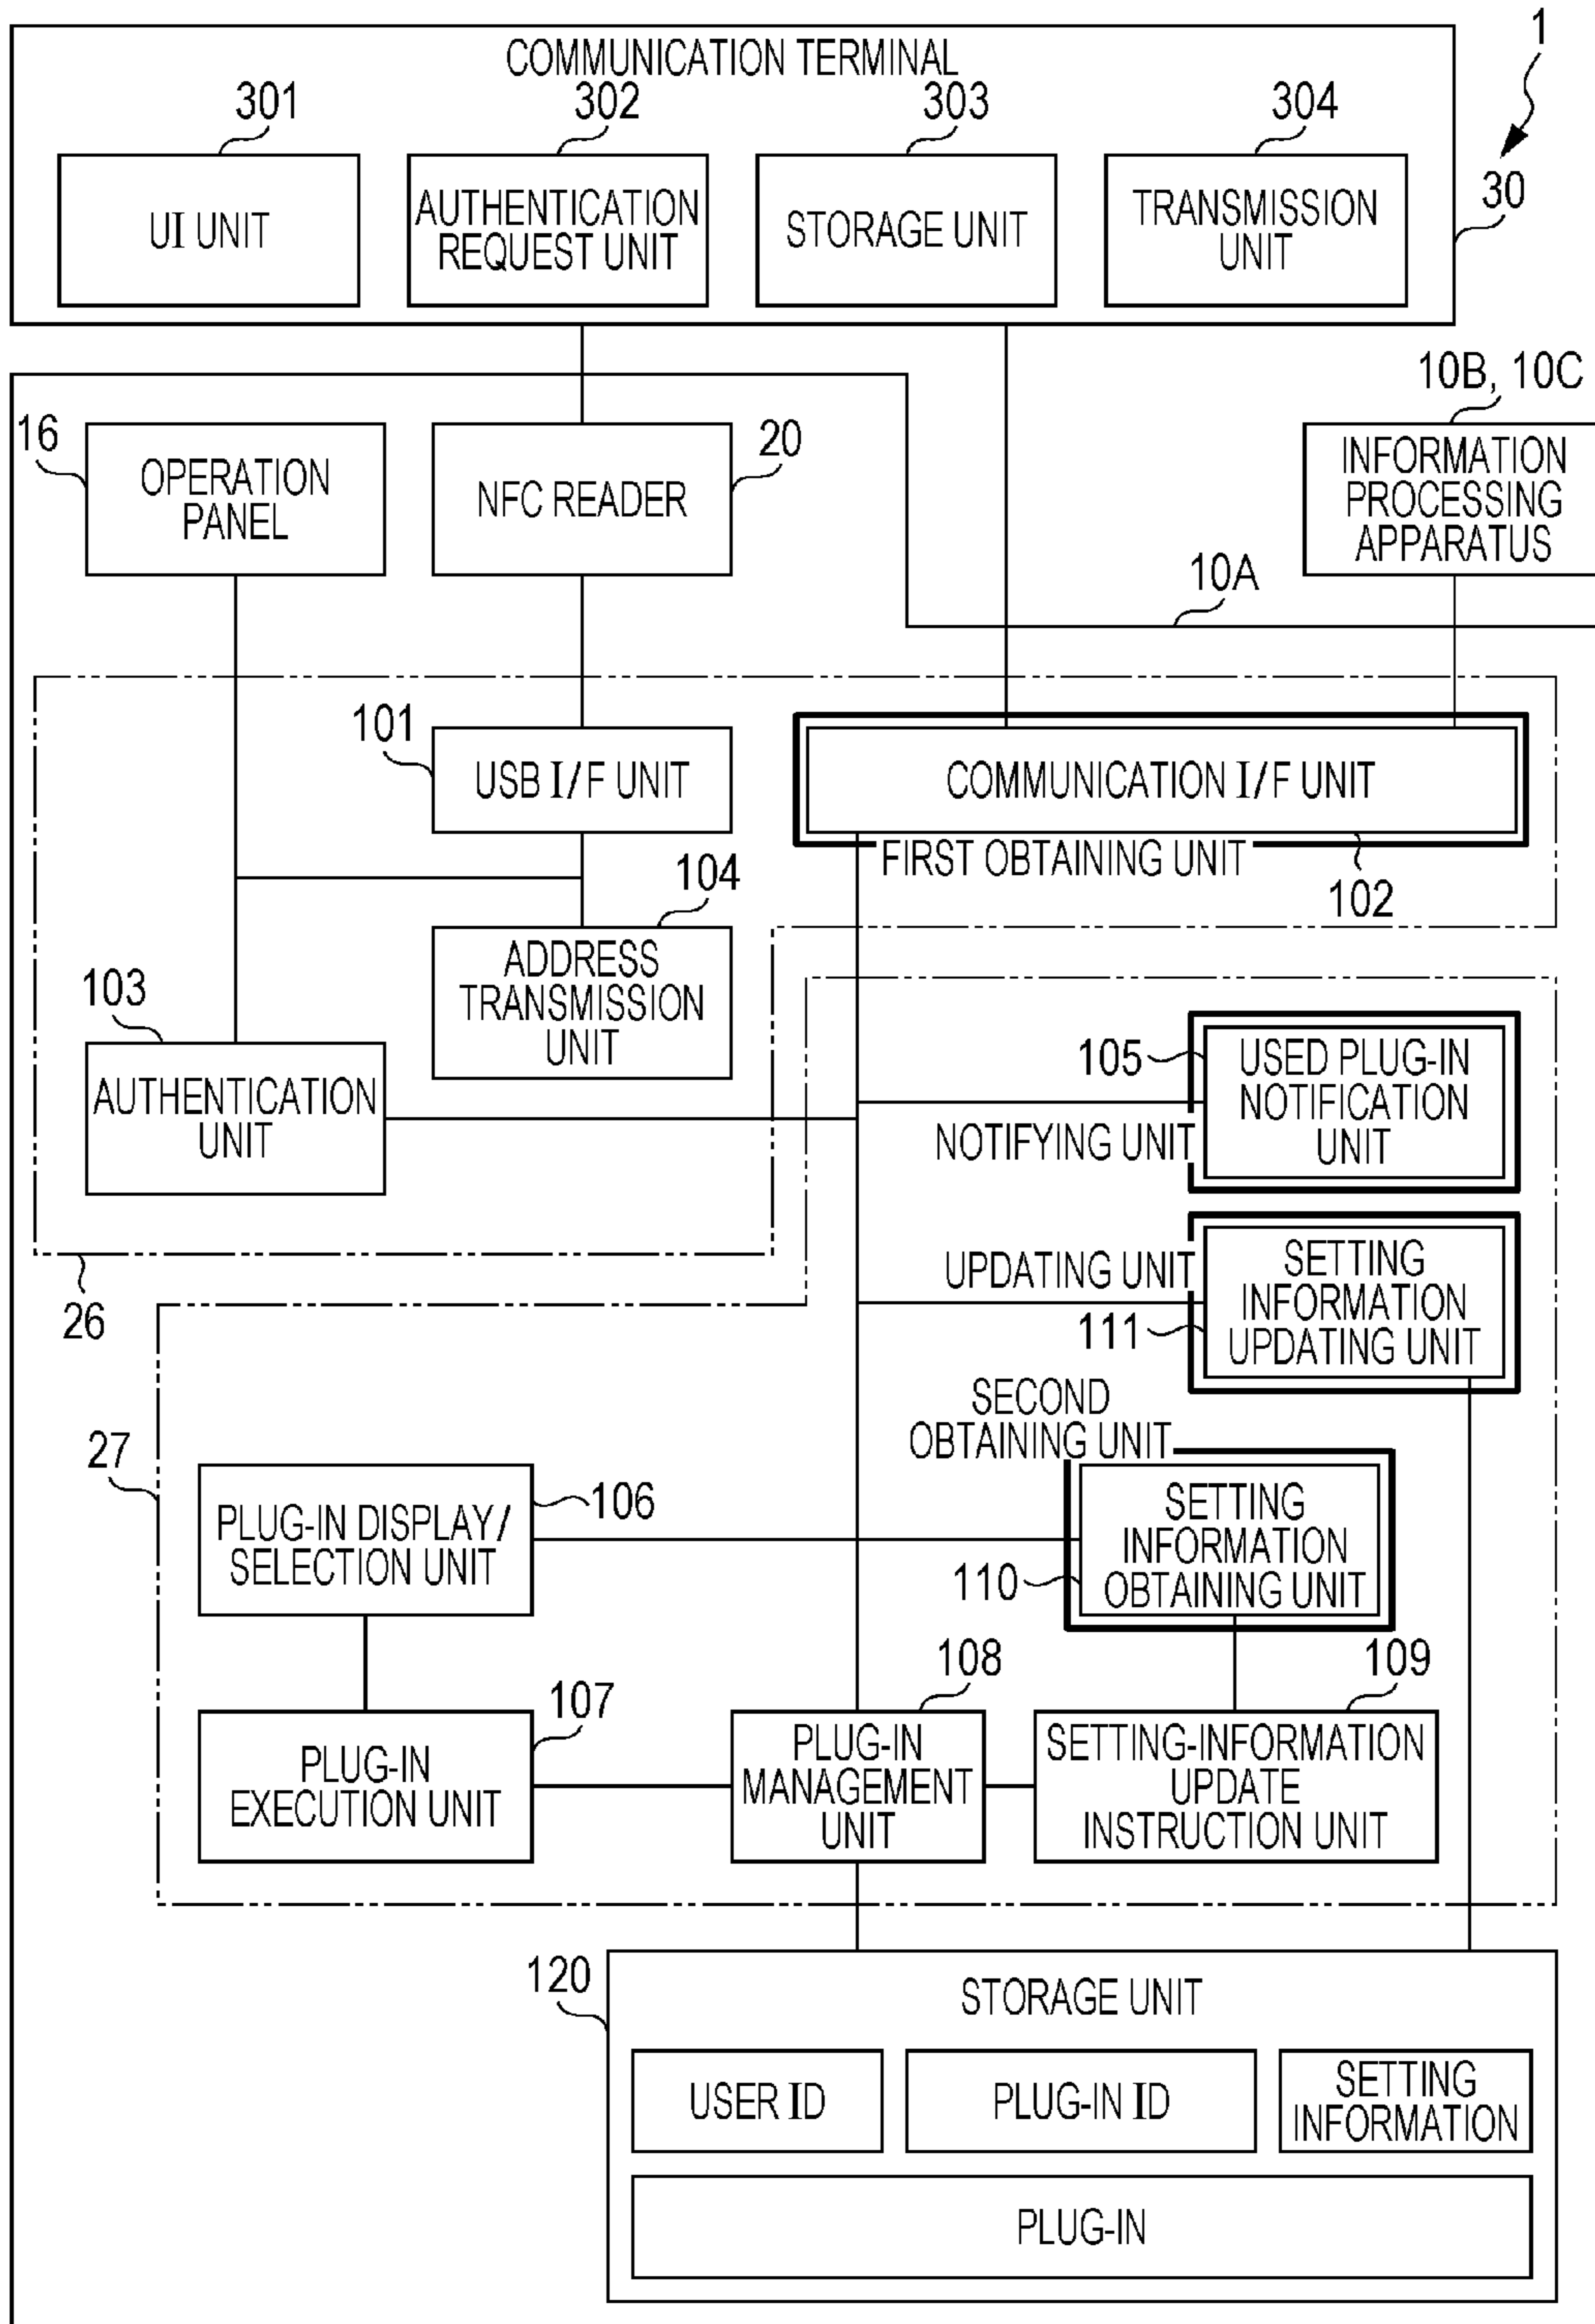 COMMUNICATION TERMINAL
1
301
302
303
304
30
UI UNIT
AUTHENTICATION
REQUEST UNIT
STORAGE UNIT
TRANSMISSION
UNIT
10B, 10C
16
OPERATION
PANEL
20
NFC READER
INFORMATION
PROCESSING
APPARATUS
10A
101
USB I/F UNIT
COMMUNICATION I/F UNIT
FIRST OBTAINING UNIT
102
104
ADDRESS
TRANSMISSION
UNIT
103
AUTHENTICATION
UNIT
105
USED PLUG-IN
NOTIFICATION
UNIT
NOTIFYING UNIT
26
UPDATING UNIT
111
SETTING
INFORMATION
UPDATING UNIT
27
SECOND
OBTAINING UNIT
PLUG-IN DISPLAY/
SELECTION UNIT
106
110
SETTING
INFORMATION
OBTAINING UNIT
107
108
109
PLUG-IN
EXECUTION UNIT
PLUG-IN
MANAGEMENT
UNIT
SETTING-INFORMATION
UPDATE
INSTRUCTION UNIT
120
STORAGE UNIT
USER ID
PLUG-IN ID
SETTING
INFORMATION
PLUG-IN